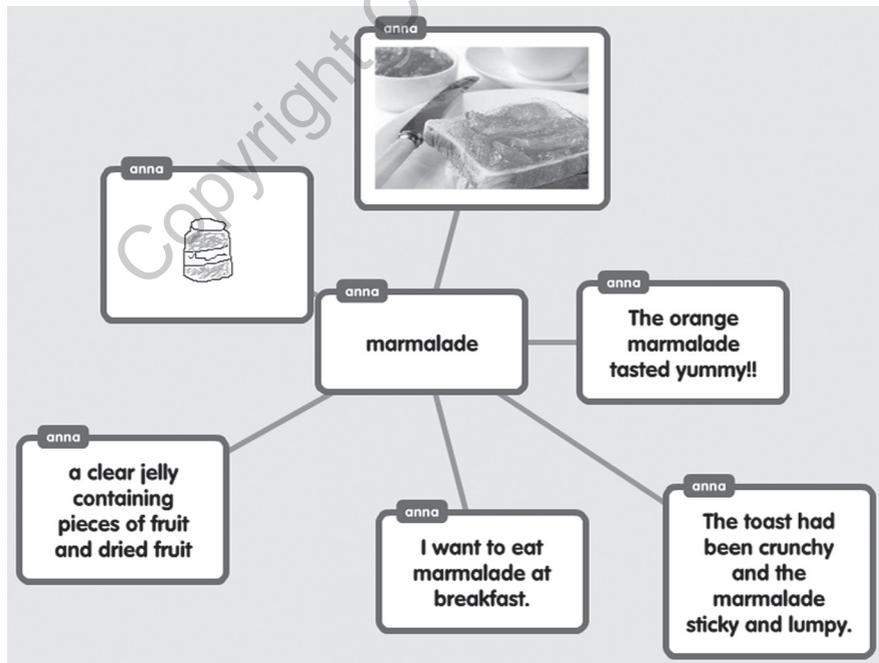 anna
anna
anna
marmalade
anna
The orange
marmalade
tasted yummy!!
anna
a clear jelly
containing
pieces of fruit
and dried fruit
anna
I want to eat
marmalade at
breakfast.
anna
The toast had
been crunchy
and the
marmalade
sticky and lumpy.
Copyright